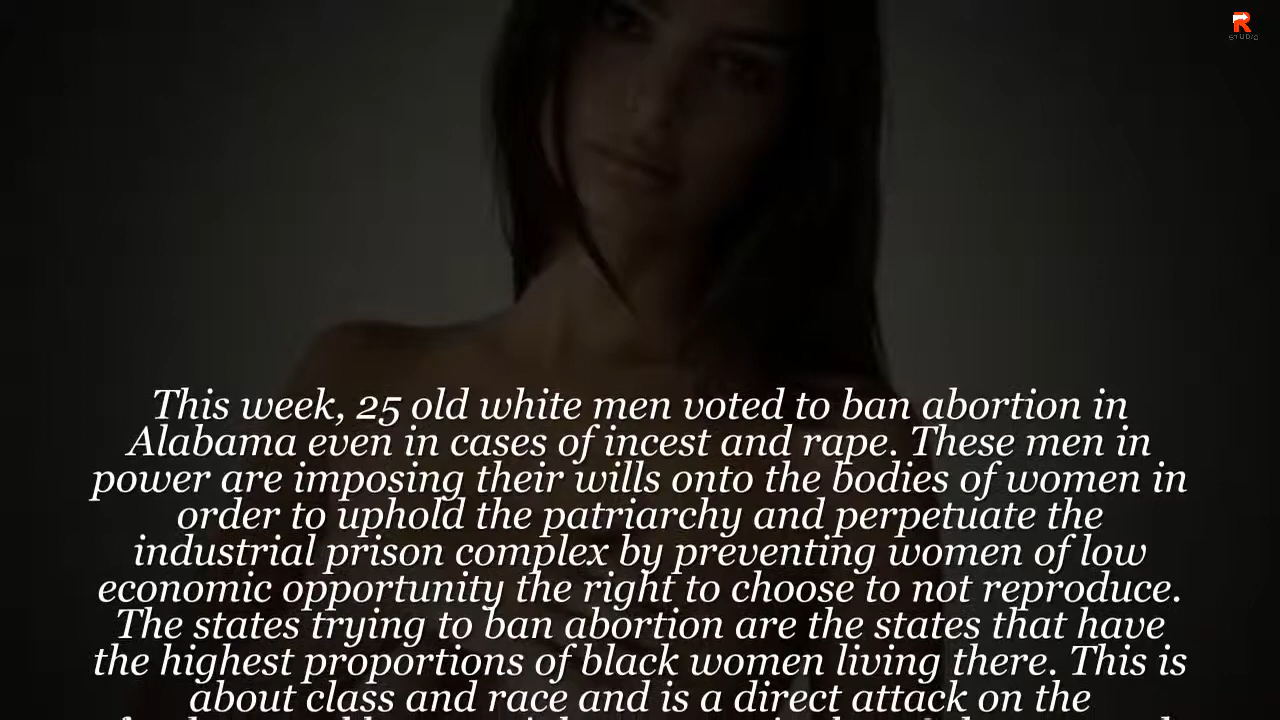 R
STUDIO
This week, 25 old white men voted to ban abortion in
Alabama even in cases of incest and rape. These men in
power are imposing their wills onto the bodies of women in
order to uphold the patriarchy and perpetuate the
industrial prison complex by preventing women of low
economic opportunity the right to choose to not reproduce.
The states trying to ban abortion are the states that have
the highest proportions of black women living there. This is
about class and race and is a direct attack on the